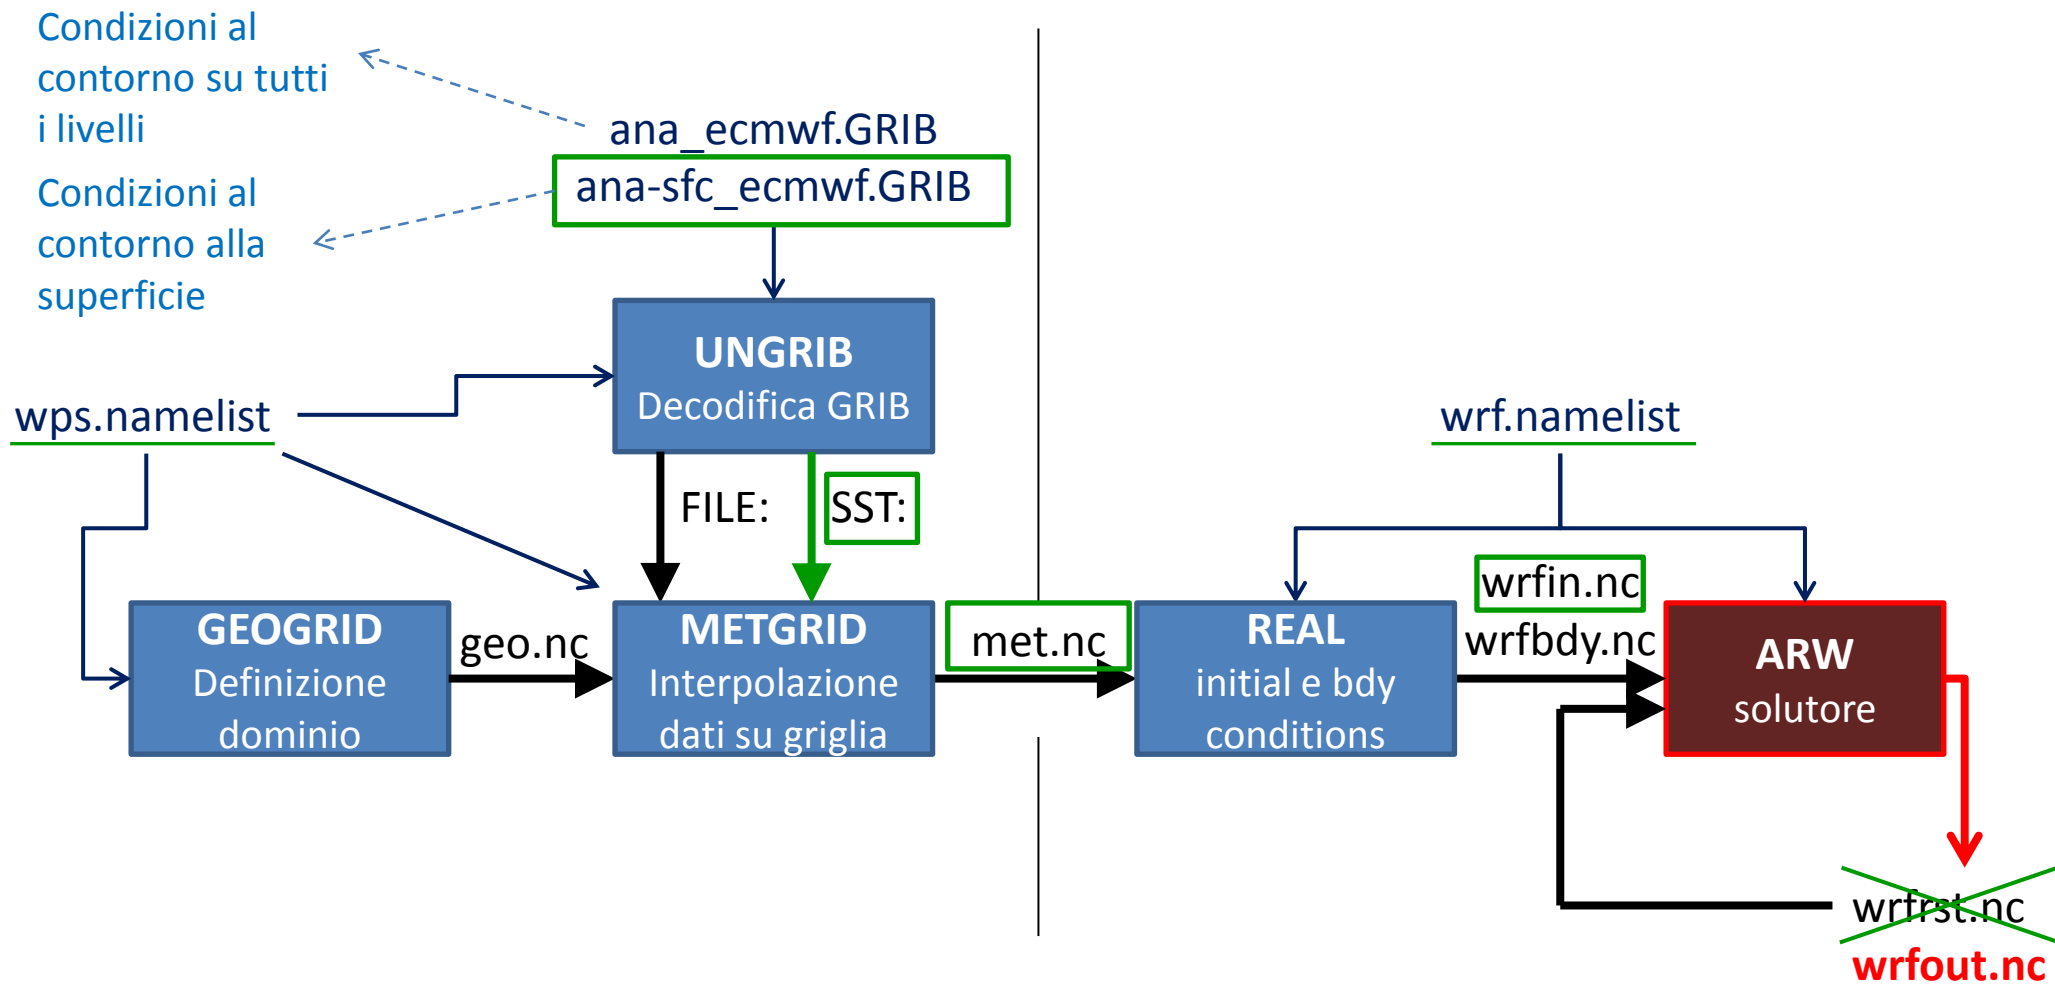 Condizioni al
contorno su tutti
i livelli
ana_ecmwf.GRIB
ana-sfc_ecmwf.GRIB
Condizioni al
contorno alla
superficie
UNGRIB
Decodifica GRIB
wps.namelist
wrf.namelist
FILE:
SST:
GEOGRID
Definizione
dominio
geo.nc
METGRID
Interpolazione
dati su griglia
met.nc
REAL
initial e bdy
conditions
wrfin.nc
wrfbdy.nc
ARW
solutore
wrfrst.nc
wrfout.nc